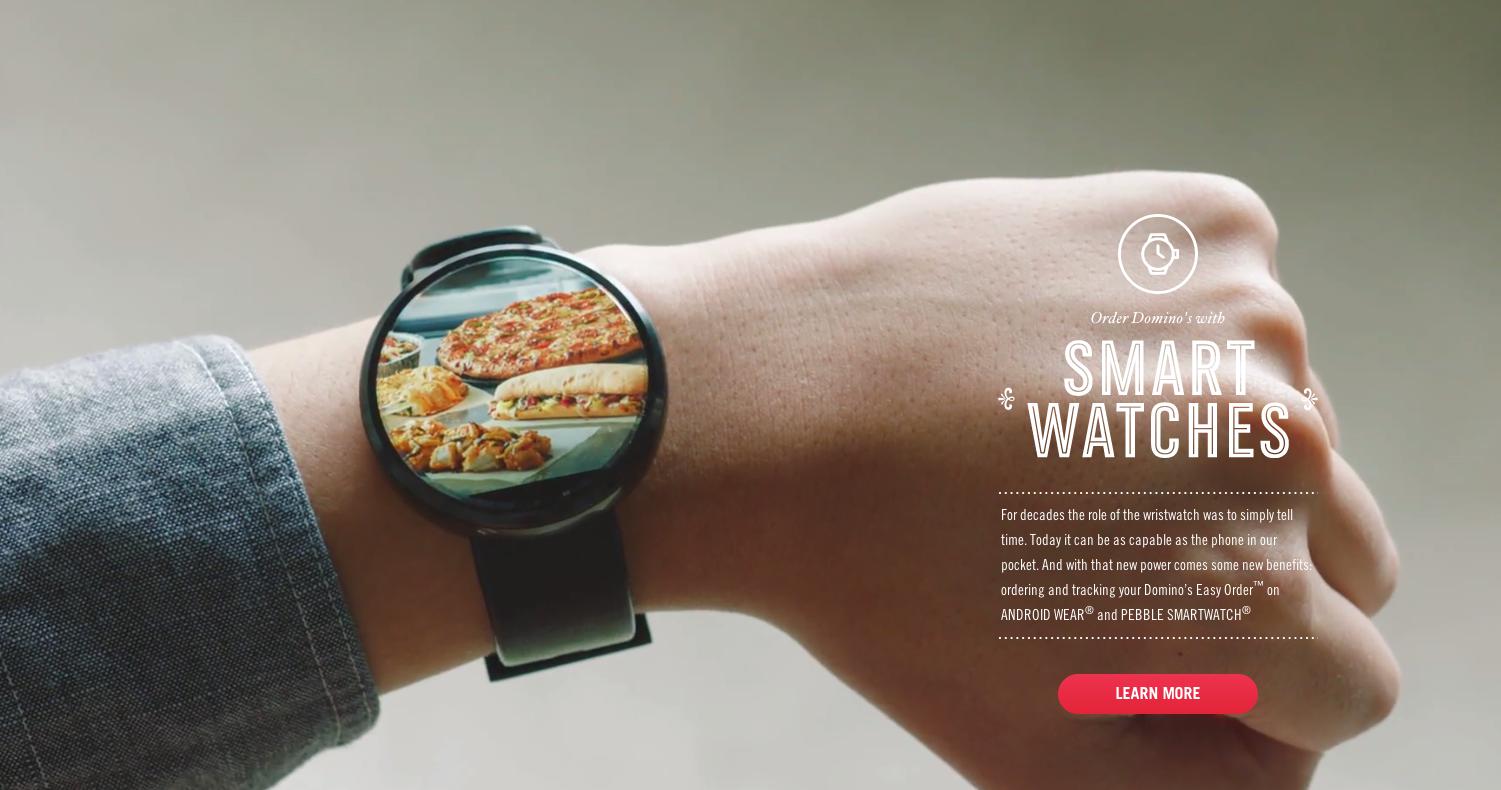 Order Domino's with
SMART
WATCHES
For decades the role of the wristwatch was to simply tell
time. Today it can be as capable as the phone in our
pocket. And with that new power comes some new benefits:
ordering and tracking your Domino's Easy Order™ on
ANDROID WEAR® and PEBBLE SMARTWATCH®
LEARN MORE